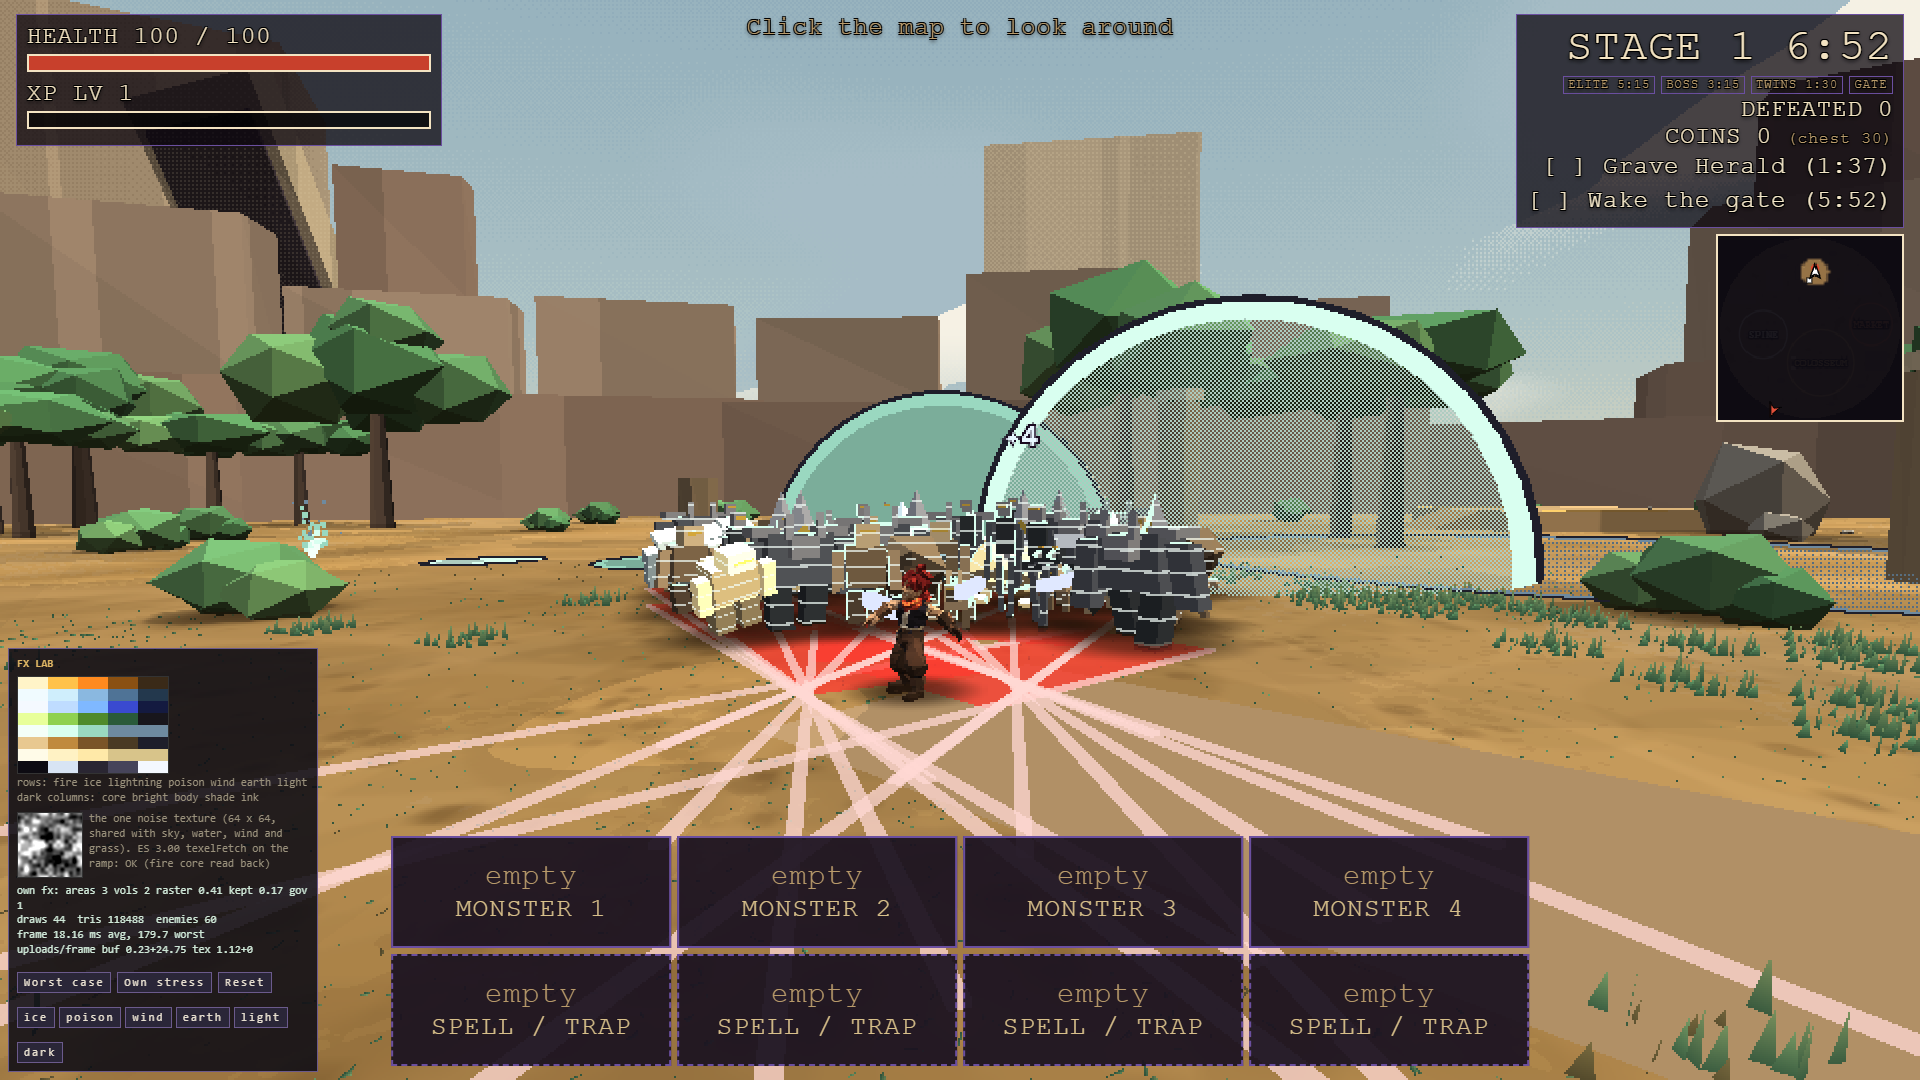 HEALTH 100 / 100
XP LV 1
Click the map to look around
STAGE 1 6:52
ELITE 5:15 BOSS 3:15 TWINS 1:30 GATE
DEFEATED 0
COINS 0 (chest 30)
[ ] Grave Herald (1:37)
[ ] Wake the gate (5:52)
+4
FX LAB
rows: fire ice lightning poison wind earth light
dark columns: core bright body shade ink
the one noise texture (64 x 64,
shared with sky, water, wind and
grass). ES 3.00 texelFetch on the
ramp: OK (fire core read back)
own fx: areas 3 vols 2 raster 0.41 kept 0.17 gov
1
draws 44 tris 118488 enemies 60
frame 18.16 ms avg, 179.7 worst
uploads/frame buf 0.23+24.75 tex 1.12+0
Worst case Own stress Reset
ice poison wind earth light
dark
empty empty empty empty
MONSTER 1 MONSTER 2 MONSTER 3 MONSTER 4
empty empty empty empty
SPELL / TRAP SPELL / TRAP SPELL / TRAP SPELL / TRAP